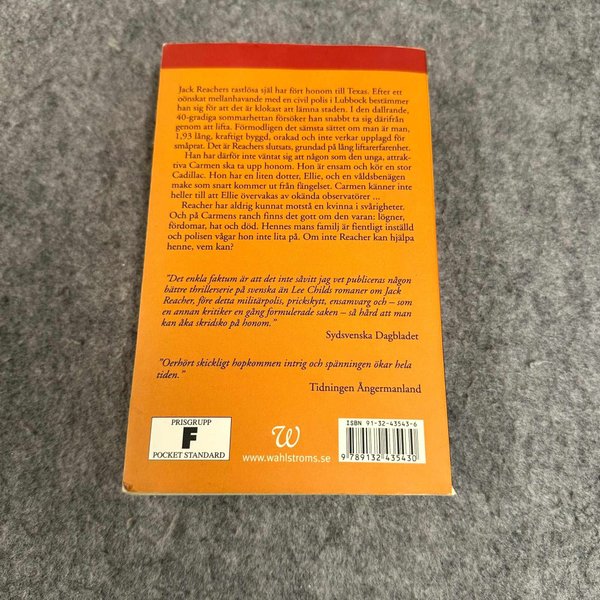 Jack Reachers rastlösa själ har fört honom till Texas. Efter ett
oönskat mellanhavande med en civil polis i Lubbock bestämmer
han sig för att det är klokast att lämna staden. I den dallrande,
40-gradiga sommarhettan försöker han snabbt ta sig därifrån
genom att lifta. Förmodligen det sämsta sättet om man är man,
1,93 lång, kraftigt byggd, orakad och inte verkar upplagd för
småprat. Det är Reachers slutsats, grundad på lång liftarerfarenhet.
Han har därför inte väntat sig att någon som den unga, attrak-
tiva Carmen ska ta upp honom. Hon är ensam och kör en stor
Cadillac. Hon har en liten dotter, Ellie, och en våldsbenägen
make som snart kommer ut från fängelset. Carmen känner inte
heller till att Ellie övervakas av okända observatörer ...
Reacher har aldrig kunnat motstå en kvinna i svårigheter.
Och på Carmens ranch finns det gott om den varan: lögner,
fördomar, hat och död. Hennes mans familj är fientligt inställd
och polisen vågar hon inte lita på. Om inte Reacher kan hjälpa
henne, vem kan?
"Det enkla faktum är att det inte såvitt jag vet publiceras någon
bättre thrillerserie på svenska än Lee Childs romaner om Jack
Reacher, före detta militärpolis, prickskytt, ensamvarg och – som
en annan kritiker en gång formulerade saken – så hård att man
kan åka skridsko på honom."
Sydsvenska Dagbladet
"Oerhört skickligt hopkommen intrig och spänningen ökar hela
tiden."
Tidningen Ångermanland
PRISGRUPP
F
POCKET STANDARD
W
www.wahlstroms.se
ISBN 91-32-43543-6
9 789132 435430